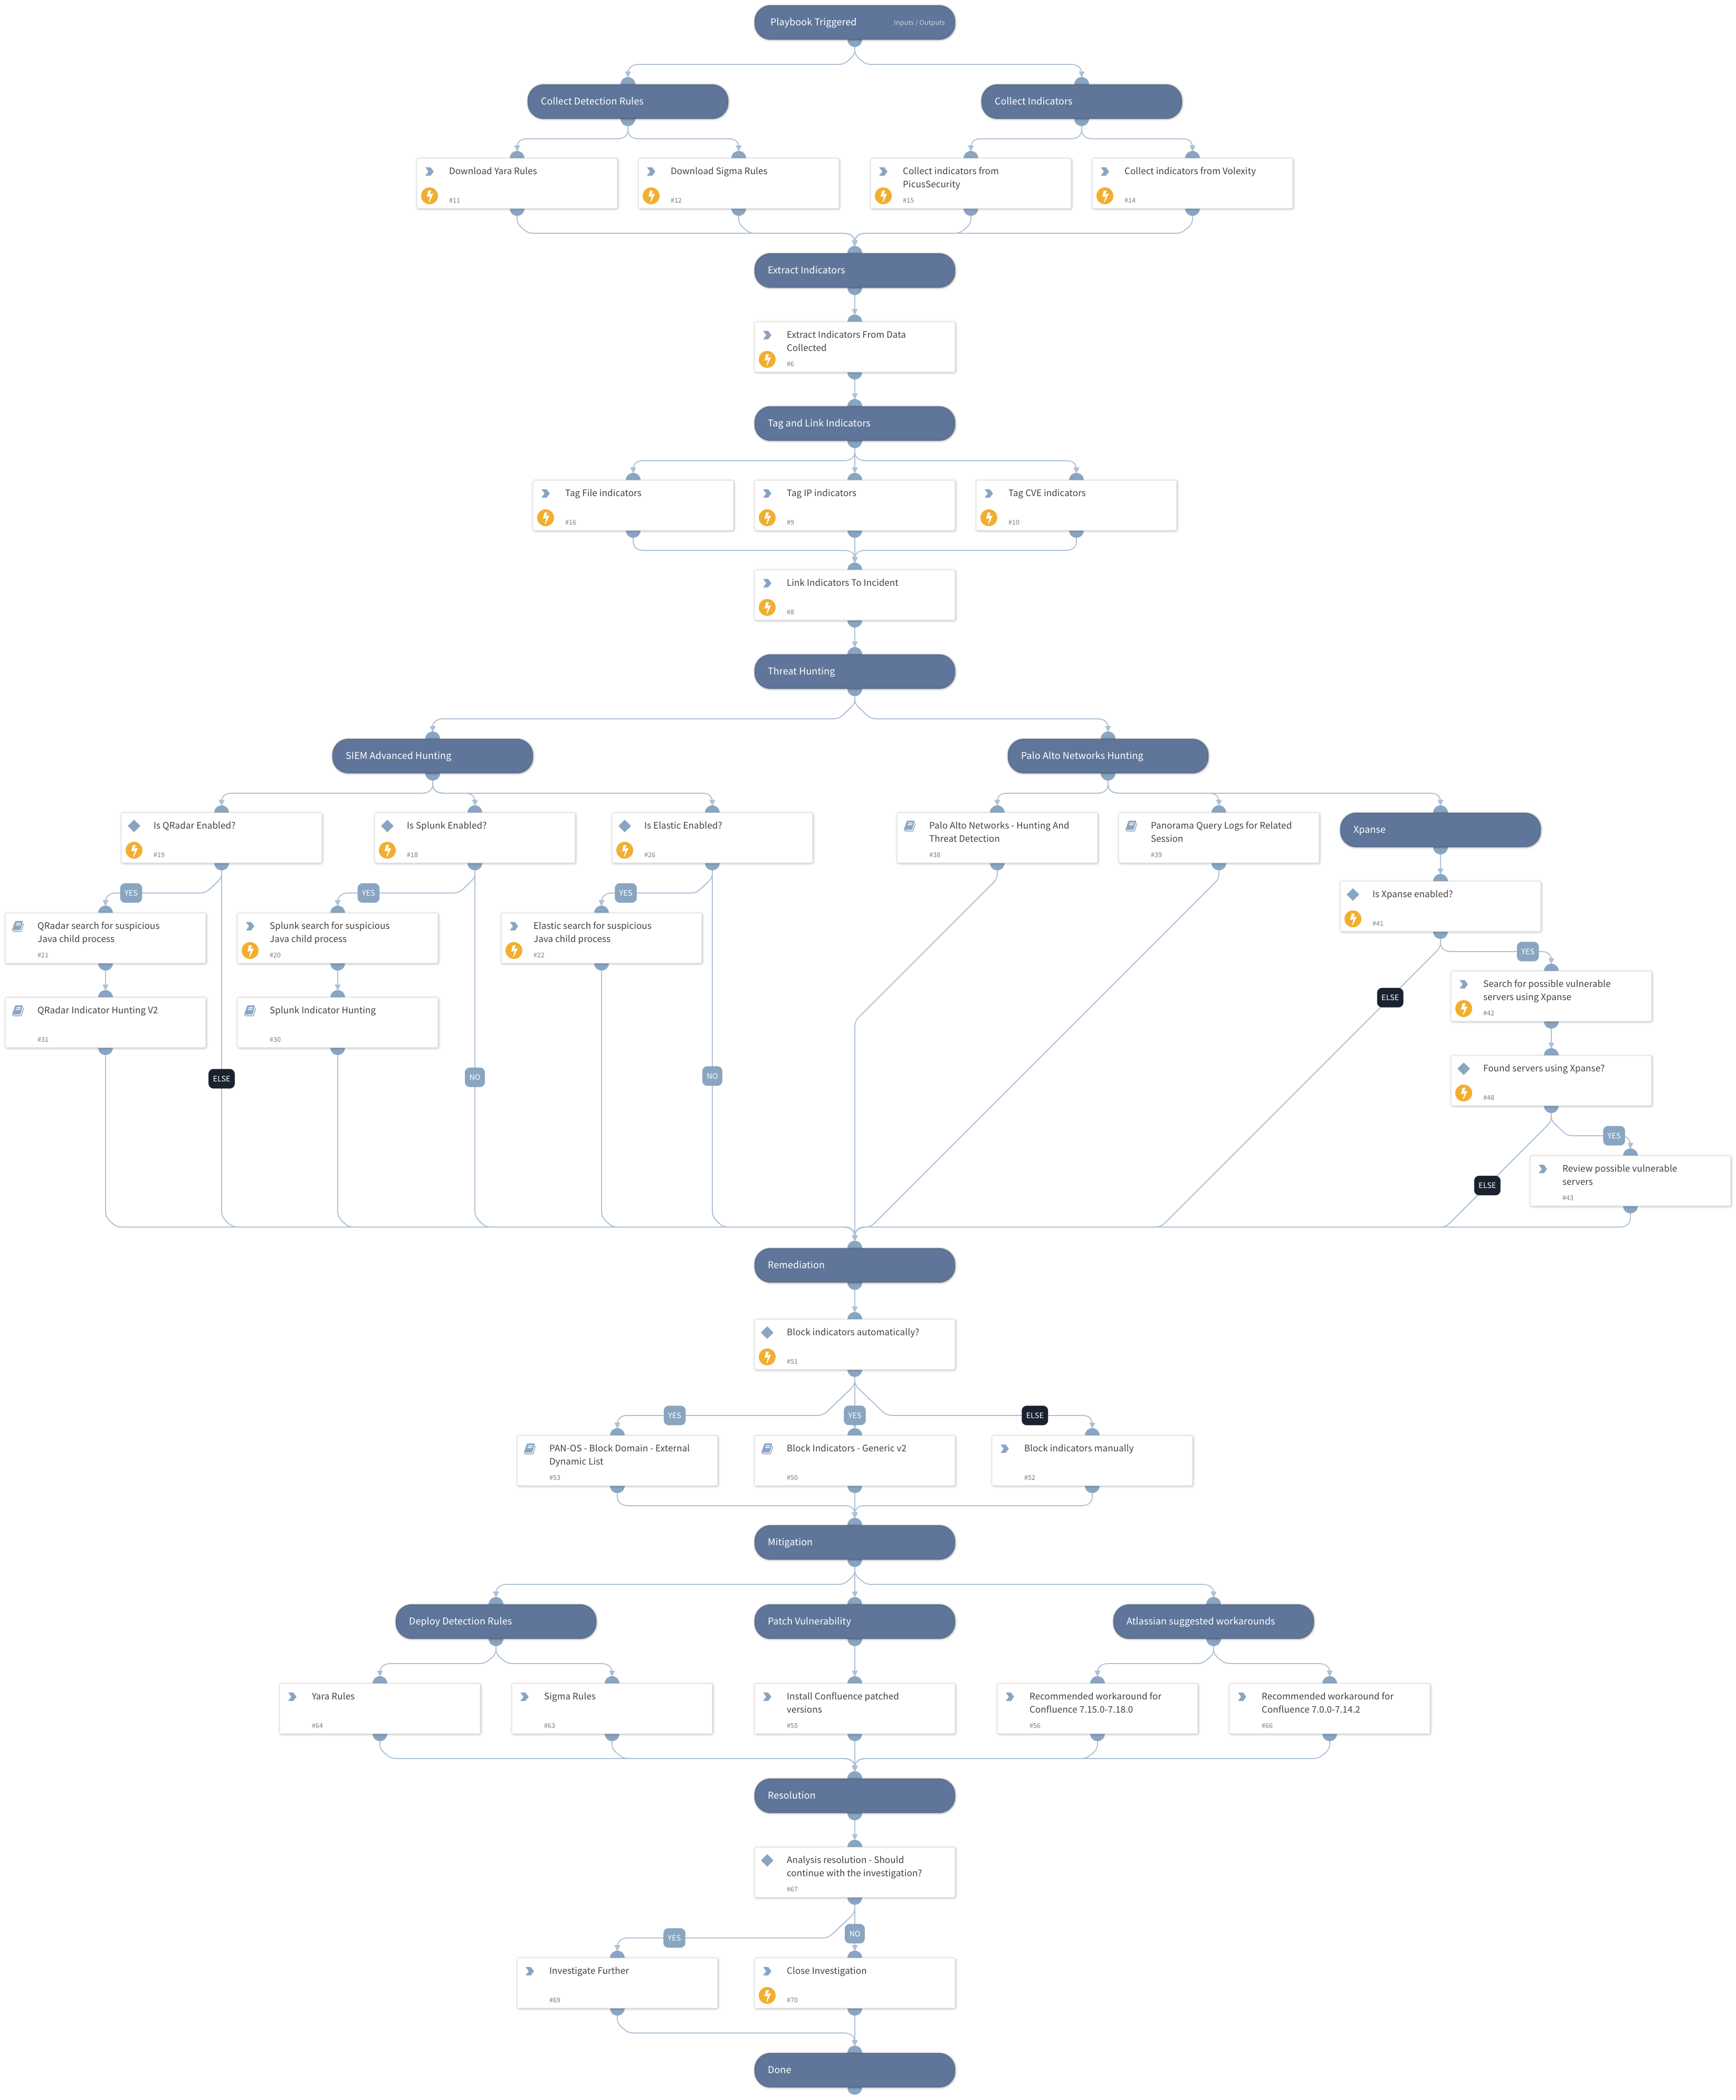 Playbook Triggered
Inputs / Outputs
Collect Detection Rules
Collect Indicators
Download Yara Rules
#11
Download Sigma Rules
#12
Collect indicators from
PicusSecurity
#15
Collect indicators from Volexity
#14
Extract Indicators
Extract Indicators From Data
Collected
#6
Tag and Link Indicators
Tag File indicators
#16
Tag IP indicators
#9
Tag CVE indicators
#10
Link Indicators To Incident
#8
Threat Hunting
SIEM Advanced Hunting
Palo Alto Networks Hunting
Is QRadar Enabled?
#19
Is Splunk Enabled?
#18
Is Elastic Enabled?
#26
Palo Alto Networks - Hunting And
Threat Detection
#38
Panorama Query Logs for Related
Session
#39
Xpanse
YES
YES
YES
Is Xpanse enabled?
#41
QRadar search for suspicious
Java child process
#21
Splunk search for suspicious
Java child process
#20
Elastic search for suspicious
Java child process
#22
YES
ELSE
Search for possible vulnerable
servers using Xpanse
#42
QRadar Indicator Hunting V2
#31
Splunk Indicator Hunting
#30
ELSE
NO
NO
Found servers using Xpanse?
#48
YES
ELSE
Review possible vulnerable
servers
#43
Remediation
Block indicators automatically?
#51
YES
YES
ELSE
PAN-OS - Block Domain - External
Dynamic List
#53
Block Indicators - Generic v2
#50
Block indicators manually
#52
Mitigation
Deploy Detection Rules
Patch Vulnerability
Atlassian suggested workarounds
Yara Rules
#64
Sigma Rules
#63
Install Confluence patched
versions
#55
Recommended workaround for
Confluence 7.15.0-7.18.0
#56
Recommended workaround for
Confluence 7.0.0-7.14.2
#66
Resolution
Analysis resolution - Should
continue with the investigation?
#67
YES
NO
Investigate Further
#69
Close Investigation
#70
Done